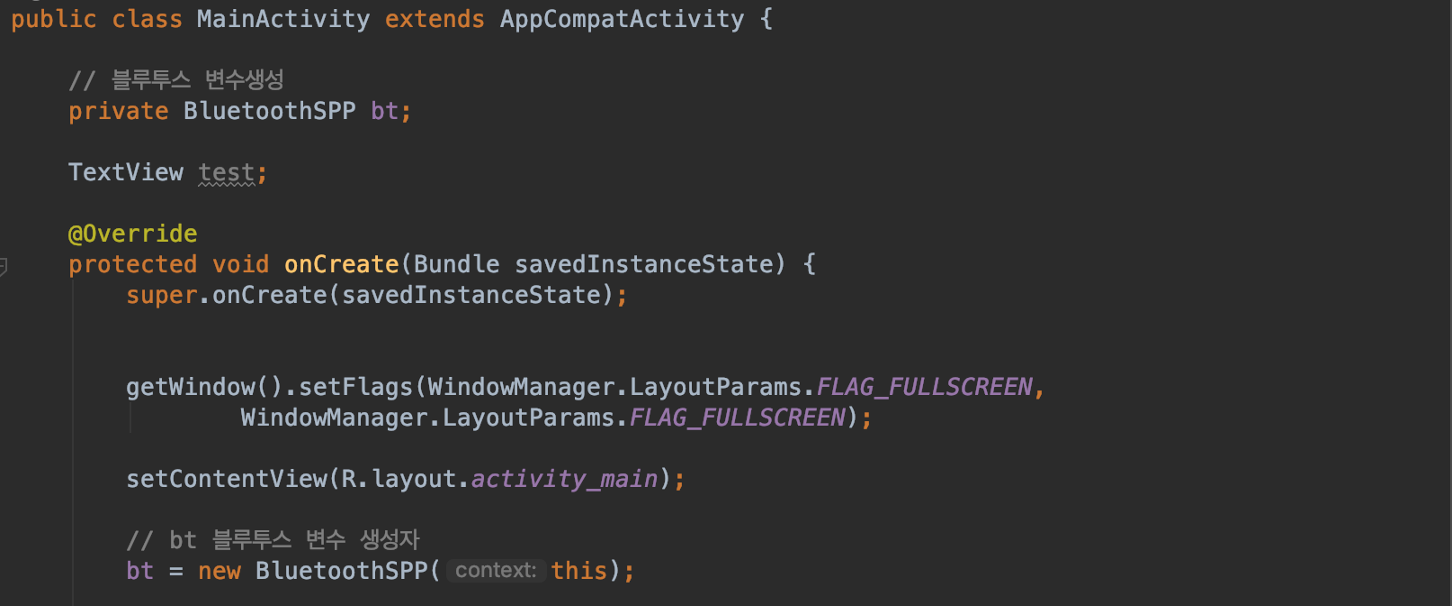 public class MainActivity extends AppCompatActivity {
// 블루투스 변수생성
private BluetoothSPP bt;
TextView test;
@Override
protected void onCreate(Bundle savedInstanceState) {
super.onCreate(savedInstanceState);
getWindow().setFlags(WindowManager.LayoutParams.FLAG_FULLSCREEN,
WindowManager.LayoutParams.FLAG_FULLSCREEN);
setContentView(R.layout.activity_main);
// bt 블루투스 변수 생성자
bt = new BluetoothSPP( context: this);